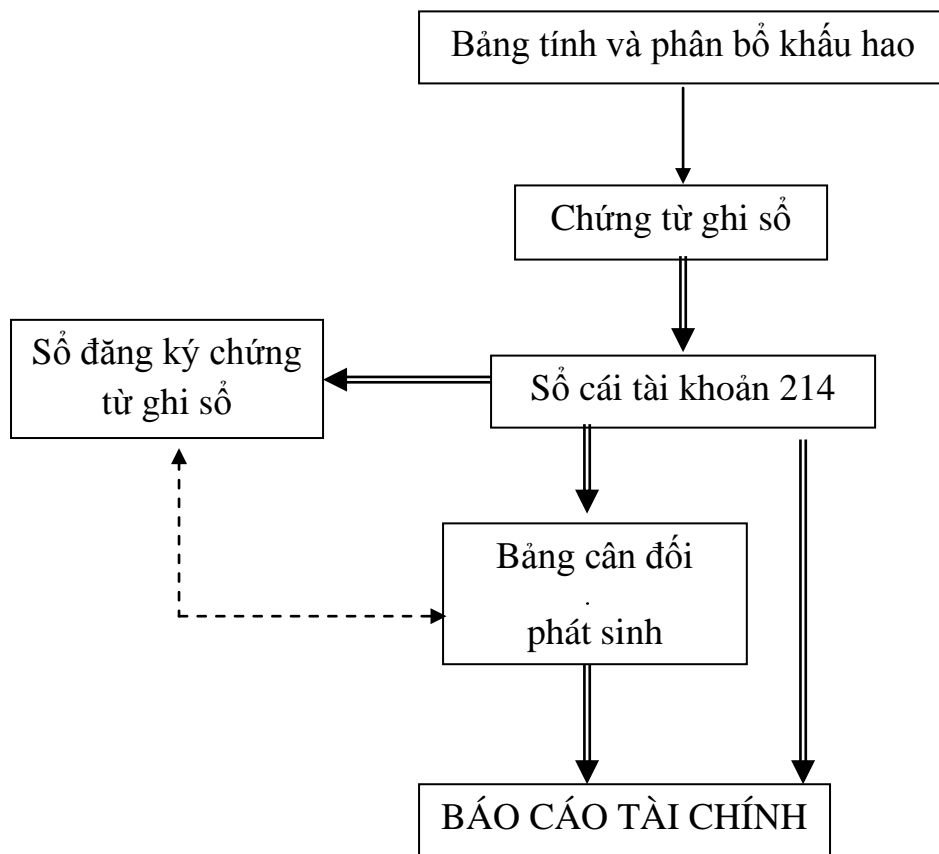 Bảng tính và phân bổ khấu hao
Chứng từ ghi sổ
Sổ đăng ký chứng
từ ghi sổ
Sổ cái tài khoản 214
Bảng cân đối
.
phát sinh
BÁO CÁO TÀI CHÍNH